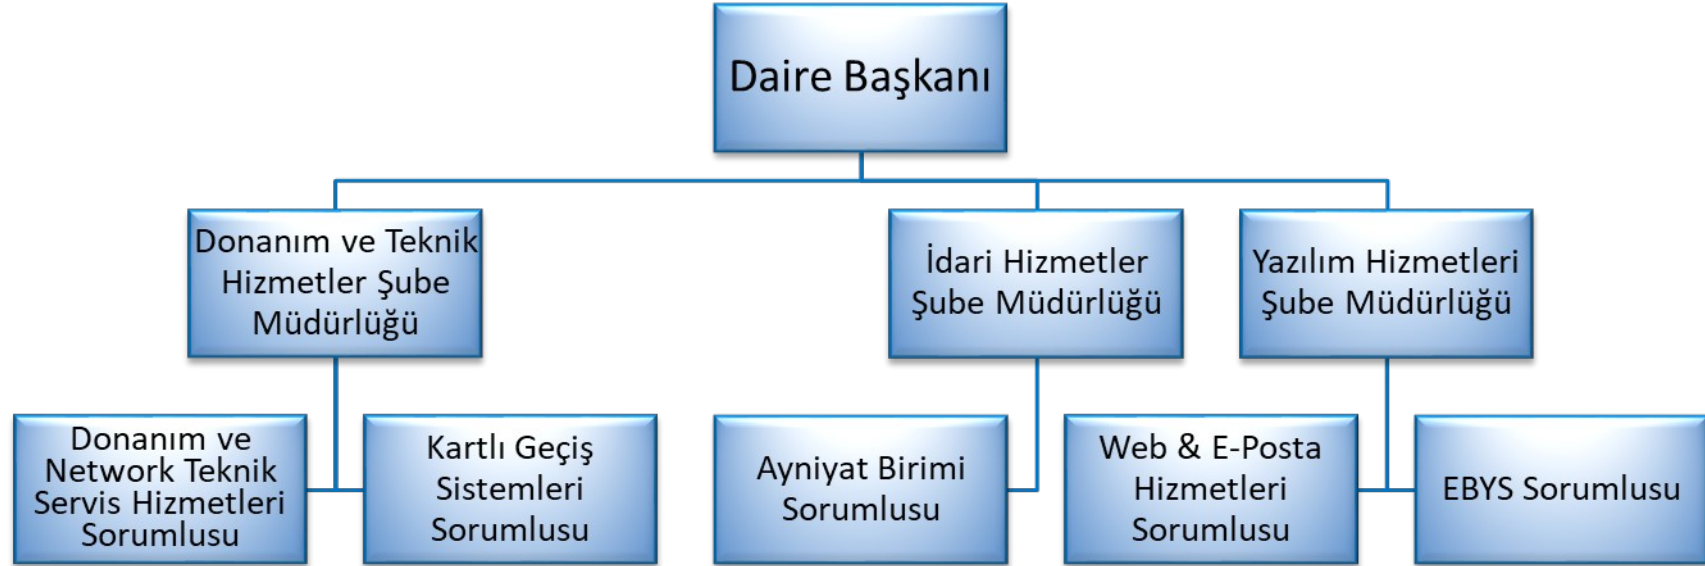 Daire Başkanı
Donanım ve Teknik
Hizmetler Şube
Müdürlüğü
İdari Hizmetler
Şube Müdürlüğü
Yazılım Hizmetleri
Şube Müdürlüğü
Donanım ve
Network Teknik
Servis Hizmetleri
Sorumlusu
Kartlı Geçiş
Sistemleri
Sorumlusu
Ayniyat Birimi
Sorumlusu
Web & E-Posta
Hizmetleri
Sorumlusu
EBYS Sorumlusu